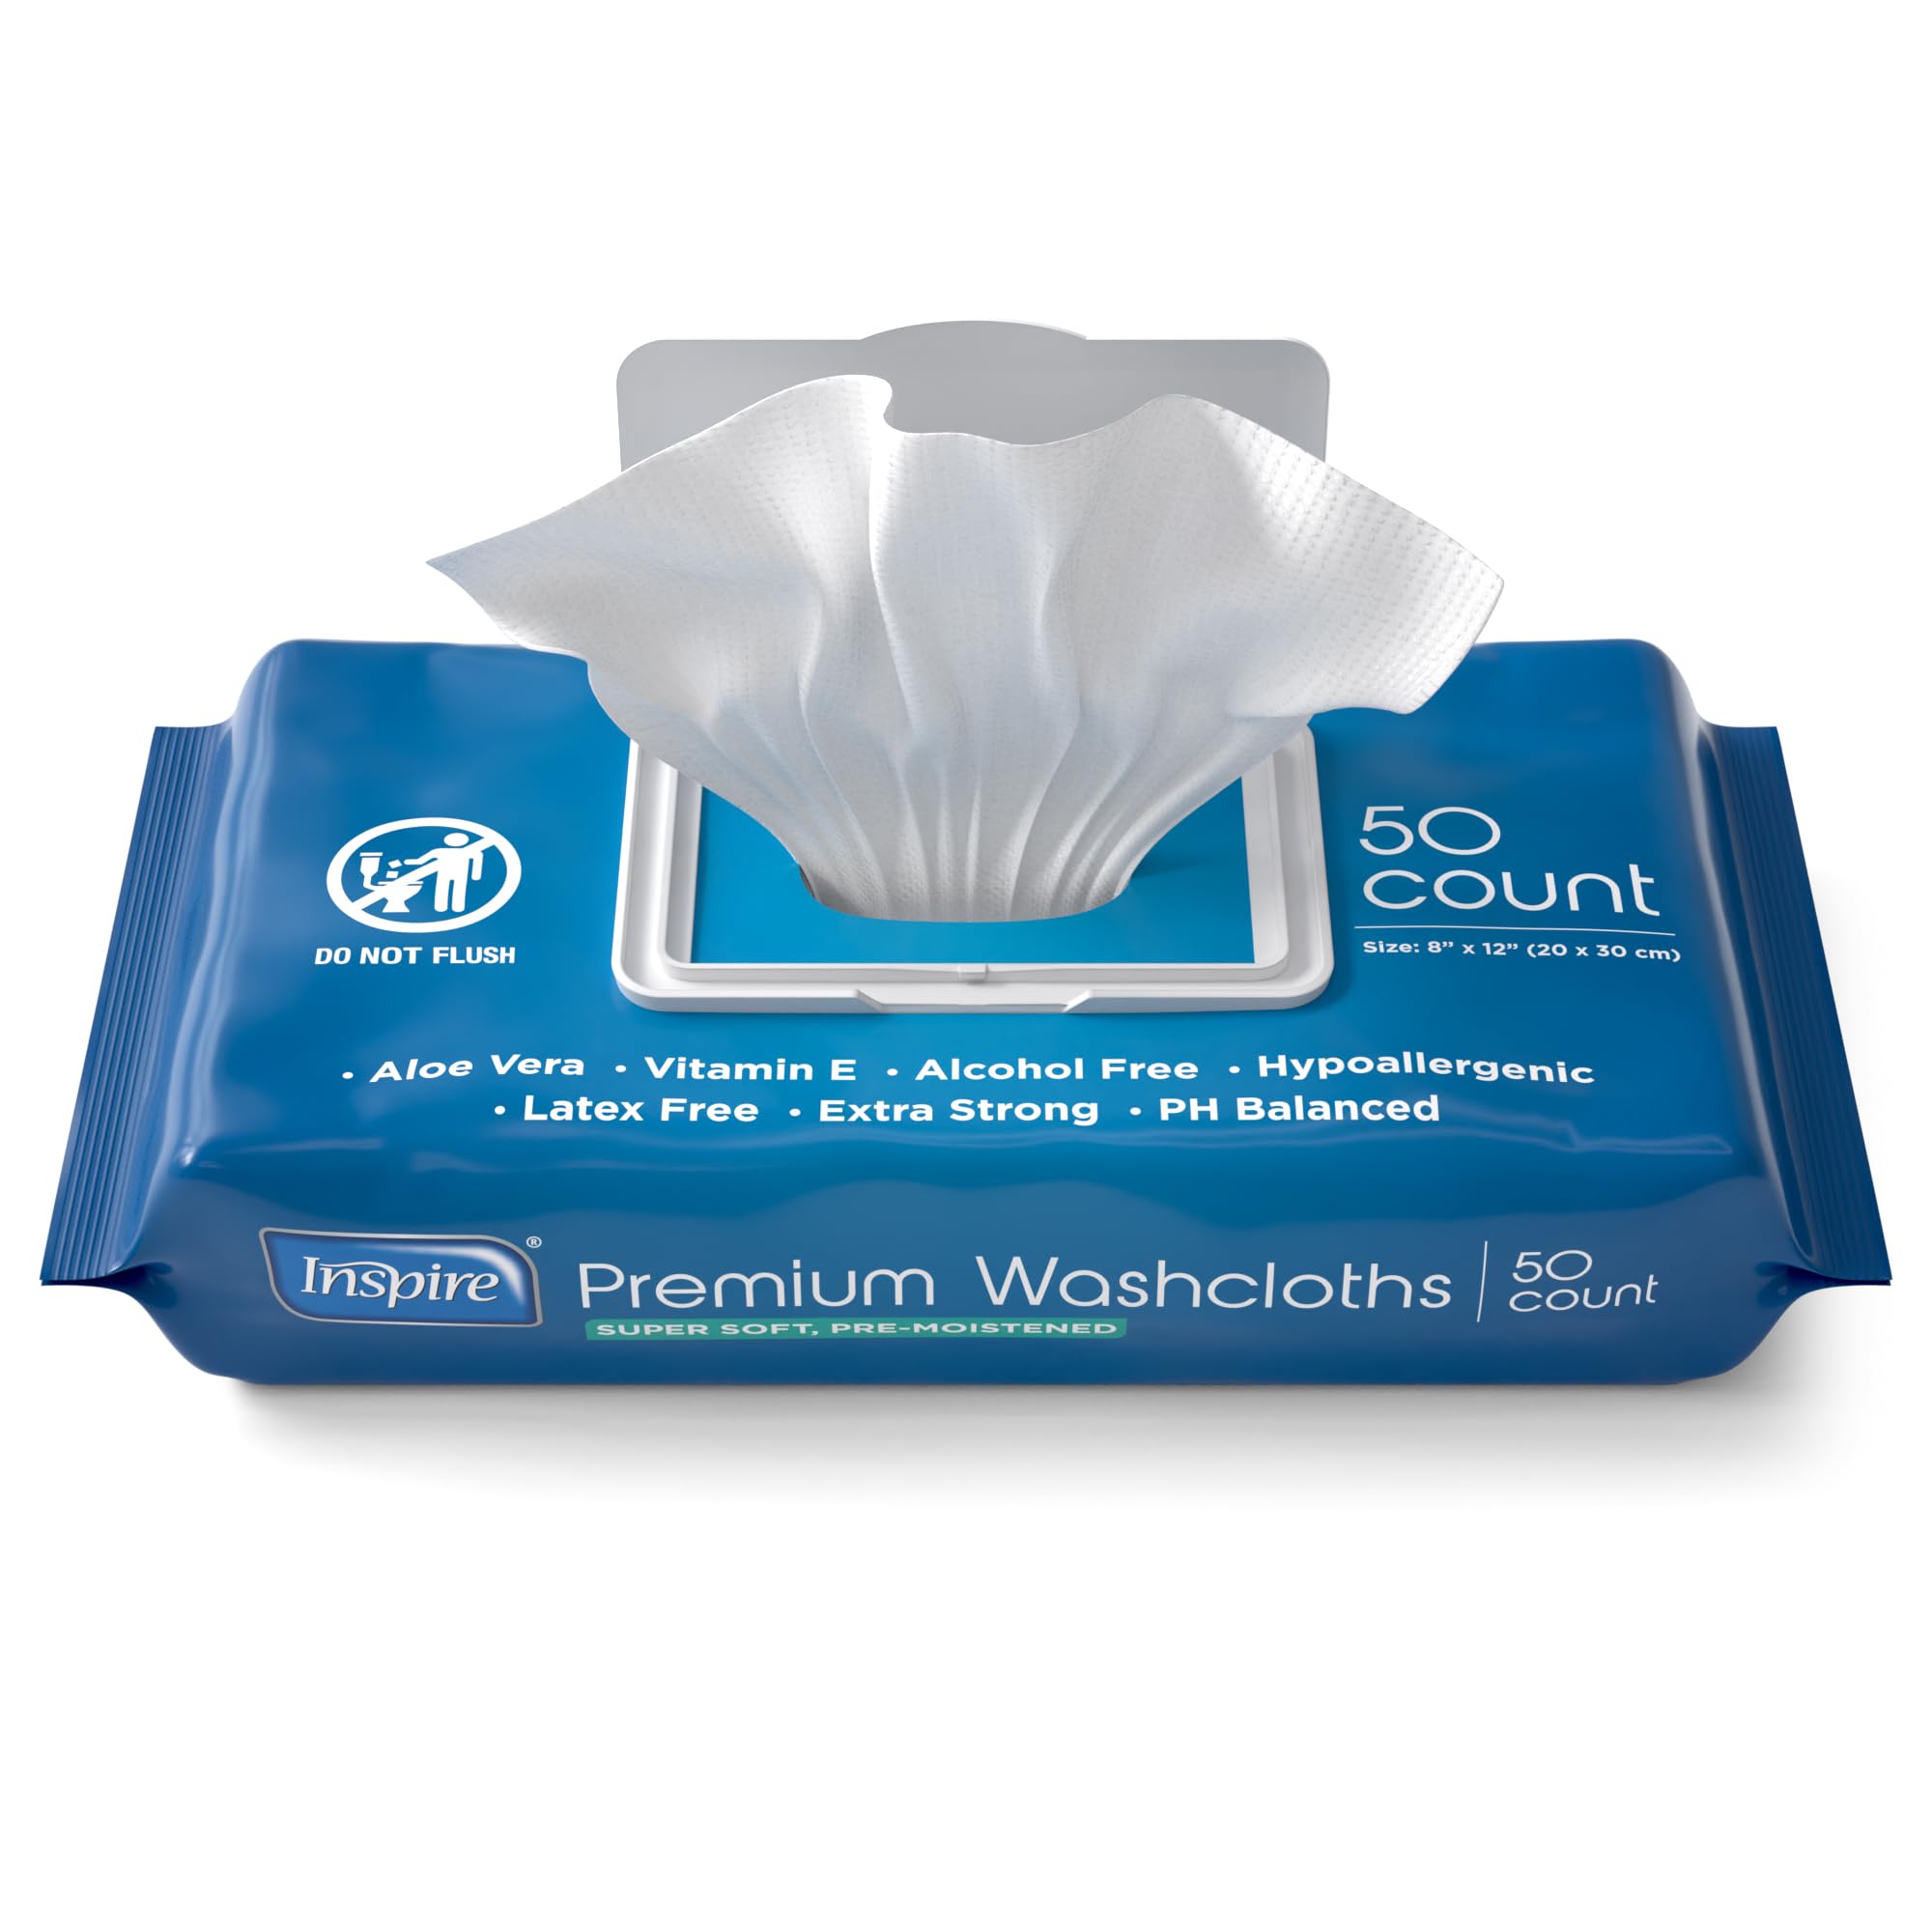 50
count
Size: 8” x 12” (20 x 30 cm)
DO NOT FLUSH
• Aloe Vera • Vitamin E • Alcohol Free • Hypoallergenic
• Latex Free • Extra Strong • PH Balanced
Inspire®
Premium Washcloths
SUPER SOFT, PRE-MOISTENED
50
count